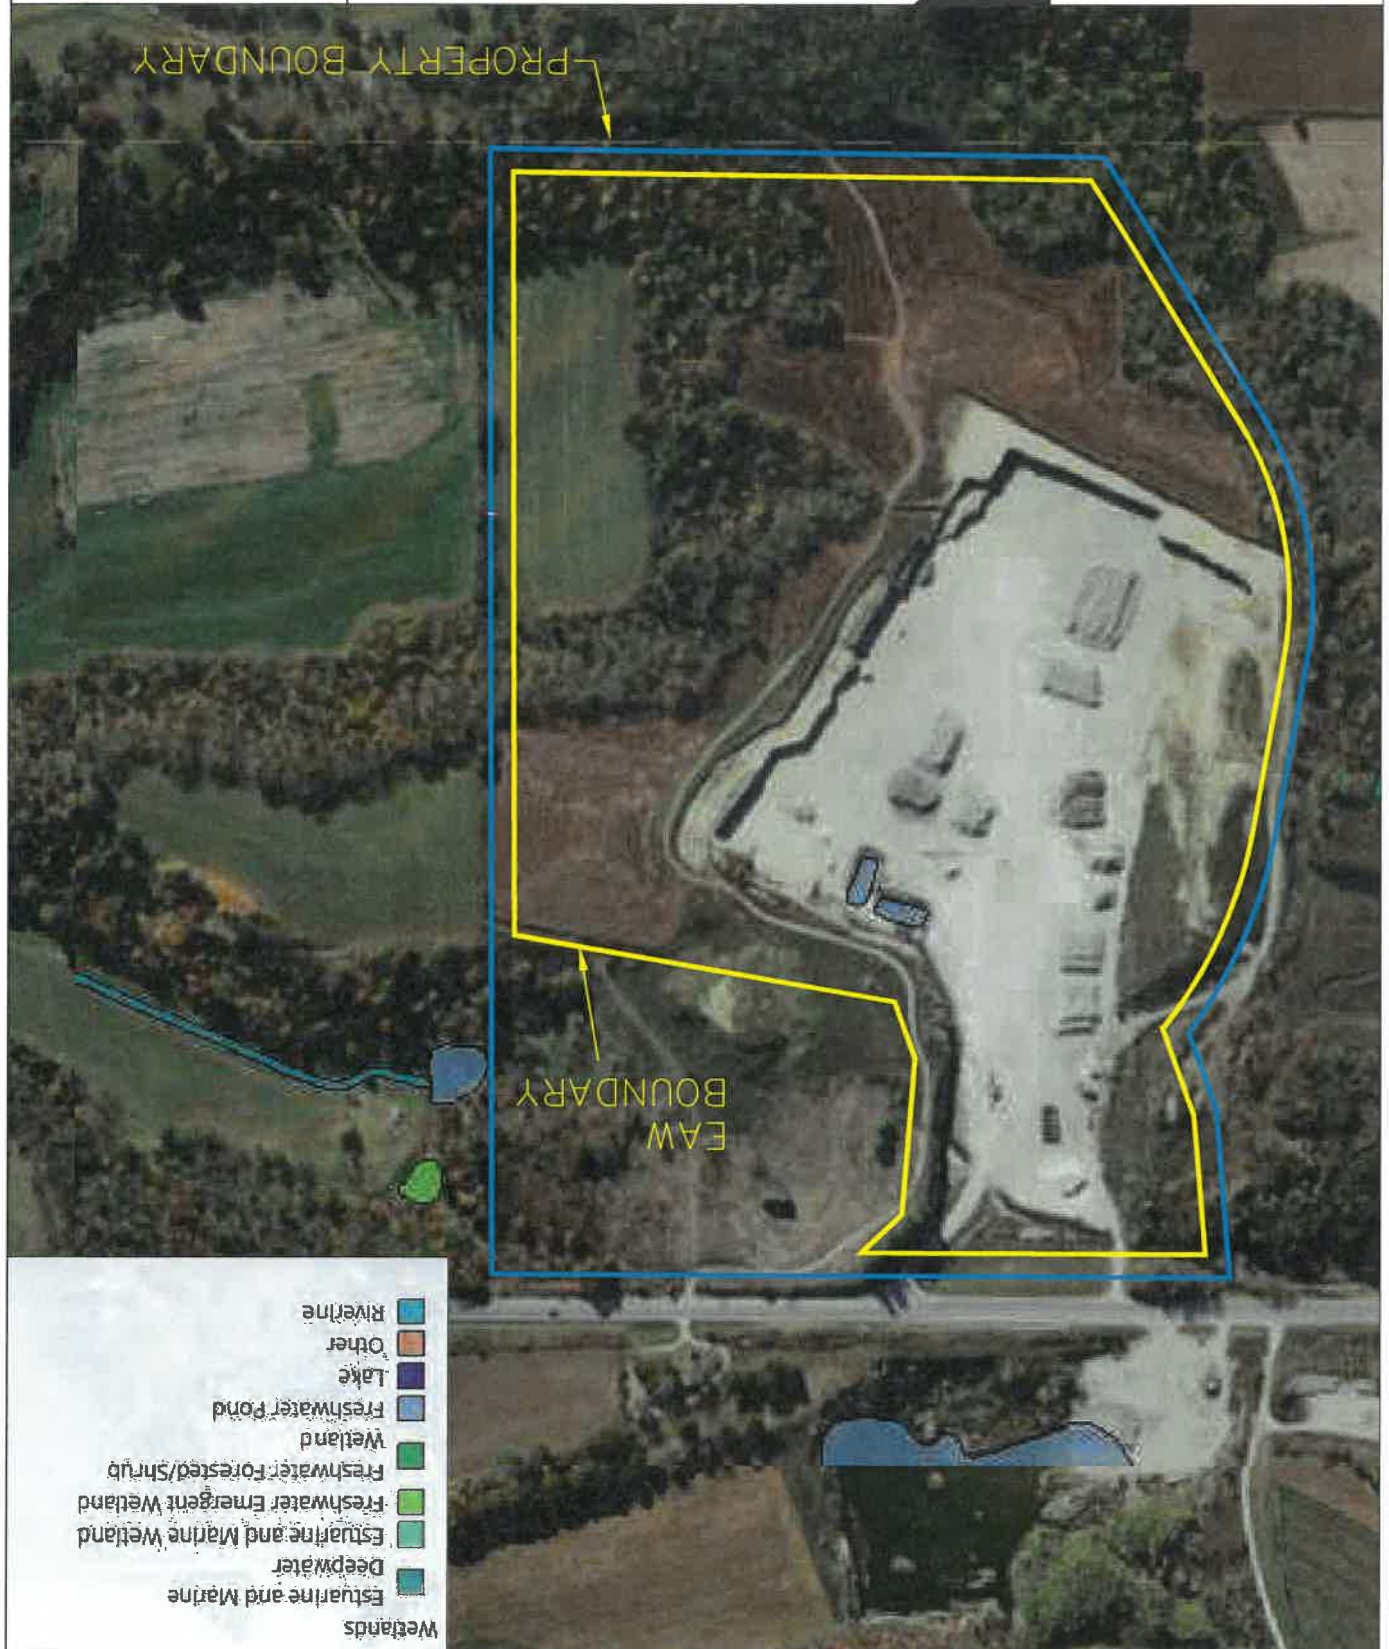 Wetlands
Estuarine and Marine
Deepwater
Estuarine and Marine Wetland
Freshwater Emergent Wetland
Freshwater Forested/Shrub
Wetland
Freshwater Pond
Lake
Other
Riverine
EAW
BOUNDARY
PROPERTY BOUNDARY